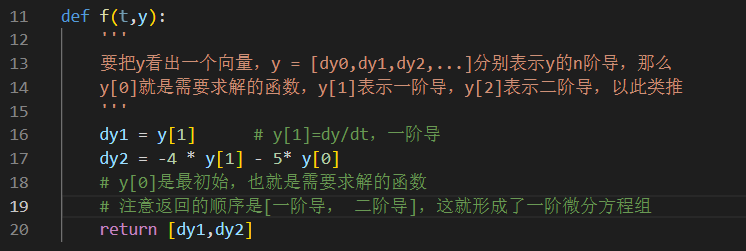 11 def f(t,y):
12     '''
13     要把y看出一个向量，y = [dy0,dy1,dy2,...]分别表示y的n阶导，那么
14     y[0]就是需要求解的函数，y[1]表示一阶导，y[2]表示二阶导，以此类推
15     '''
16     dy1 = y[1]      # y[1]=dy/dt，一阶导
17     dy2 = -4 * y[1] - 5* y[0]
18     # y[0]是最初始，也就是需要求解的函数
19     # 注意返回的顺序是[一阶导， 二阶导]，这就形成了一阶微分方程组
20     return [dy1,dy2]